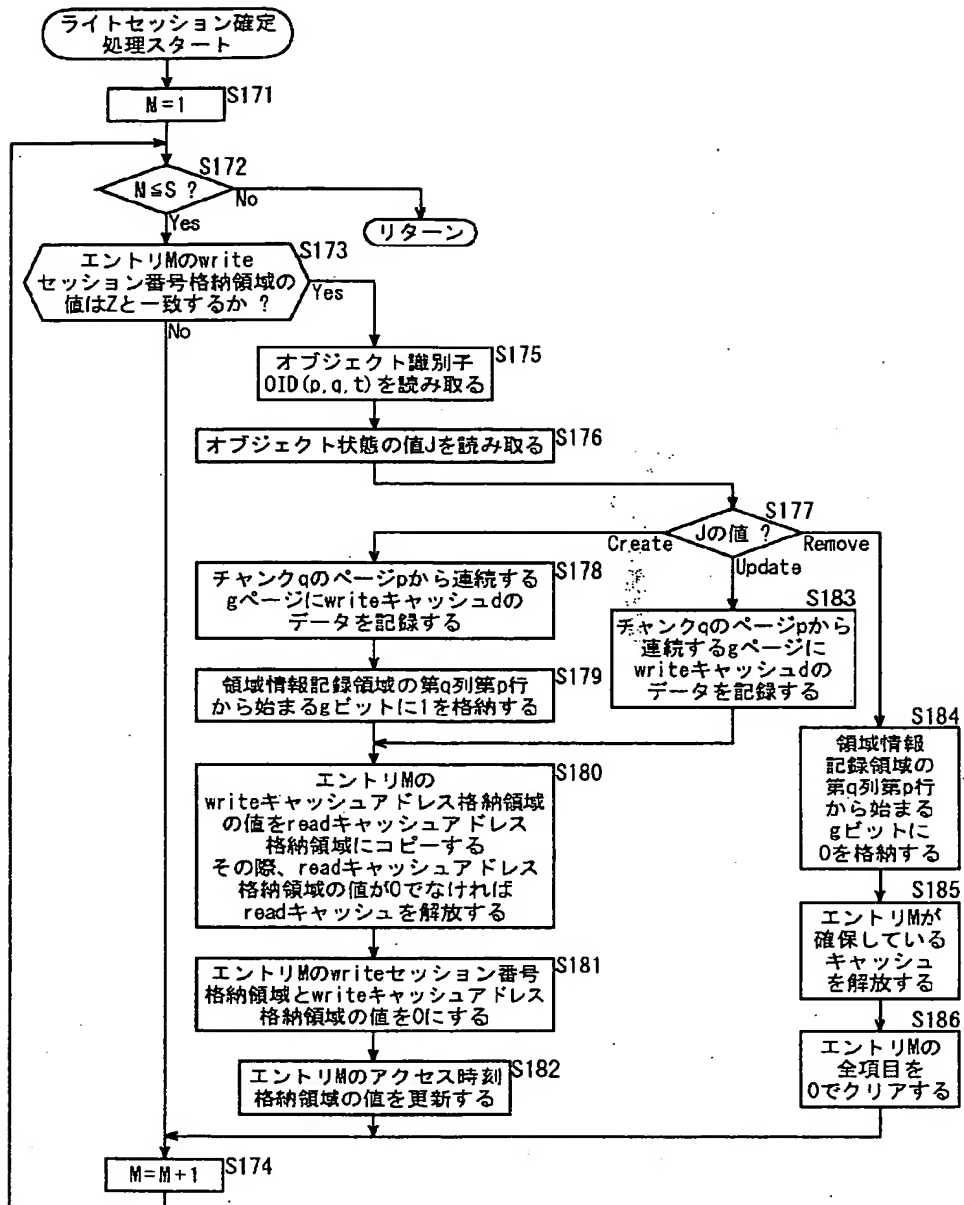 ライトセッション確定
処理スタート
M=1
S171
S172
N≦S ?
No
Yes
リターン
S173
エントリMのwrite
セッション番号格納領域の
値はZと一致するか ?
Yes
No
S175
オブジェクト識別子
OID(p,q,t)を読み取る
S176
オブジェクト状態の値Jを読み取る
S177
Jの値 ?
Create
Remove
Update
S178
チャンクqのページpから連続する
gページにwriteキャッシュdの
データを記録する
S183
チャンクqのページpから
連続するgページに
writeキャッシュdの
データを記録する
S179
領域情報記録領域の第q列第p行
から始まるgビットに1を格納する
S184
領域情報
記録領域の
第q列第p行
から始まる
gビットに
0を格納する
S180
エントリMの
writeキャッシュアドレス格納領域
の値をreadキャッシュアドレス
格納領域にコピーする
その際、readキャッシュアドレス
格納領域の値が0でなければ
readキャッシュを解放する
S185
エントリMが
確保している
キャッシュ
を解放する
S181
エントリMのwriteセッション番号
格納領域とwriteキャッシュアドレス
格納領域の値を0にする
S186
エントリMの
全項目を
0でクリアする
S182
エントリMのアクセス時刻
格納領域の値を更新する
M=M+1
S174